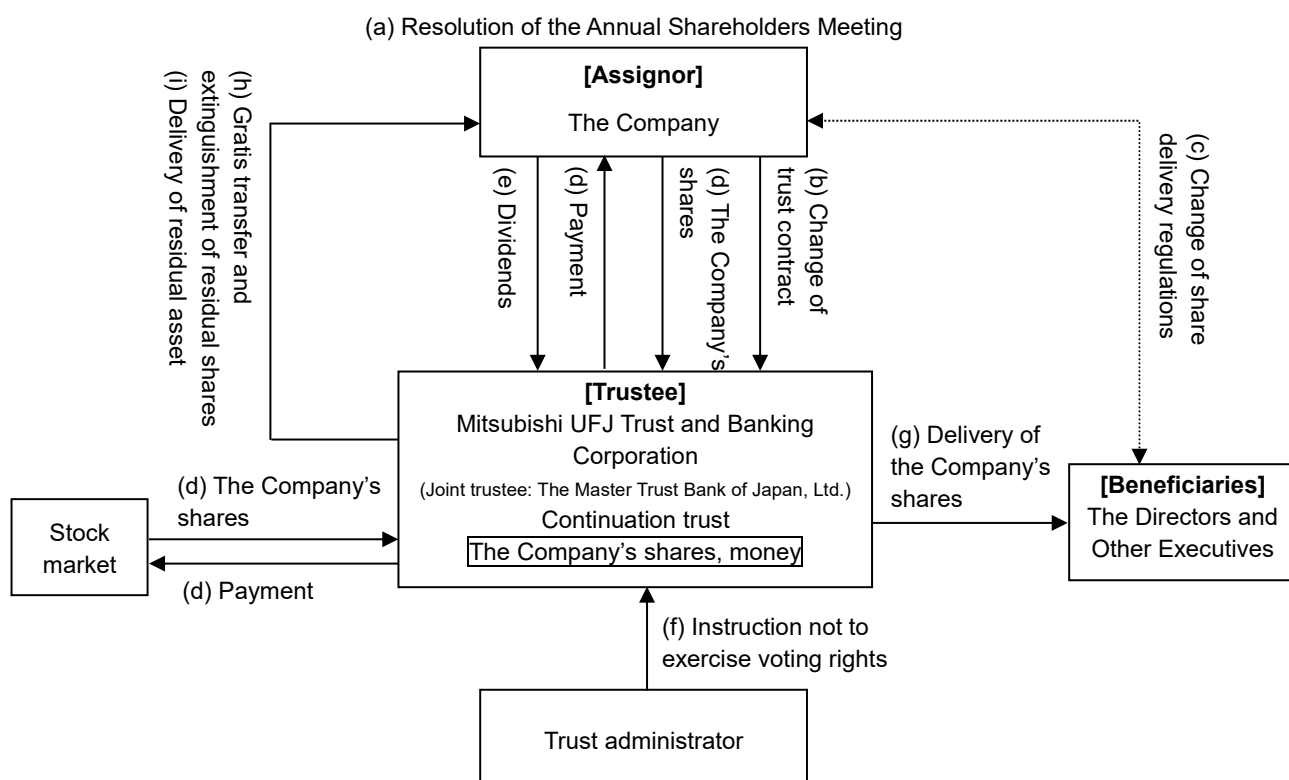 (a) Resolution of the Annual Shareholders Meeting
[Assignor]
The Company
(h) Gratis transfer and
extinguishment of residual shares
(i) Delivery of residual asset
(e) Dividends
(d) Payment
(d) The Company’s
shares
(b) Change of
trust contract
(c) Change of share
delivery regulations
[Trustee]
Mitsubishi UFJ Trust and Banking
Corporation
(Joint trustee: The Master Trust Bank of Japan, Ltd.)
Continuation trust
The Company’s shares, money
(d) The Company’s
shares
Stock
market
(d) Payment
(g) Delivery of
the Company’s
shares
[Beneficiaries]
The Directors and
Other Executives
(f) Instruction not to
exercise voting rights
Trust administrator